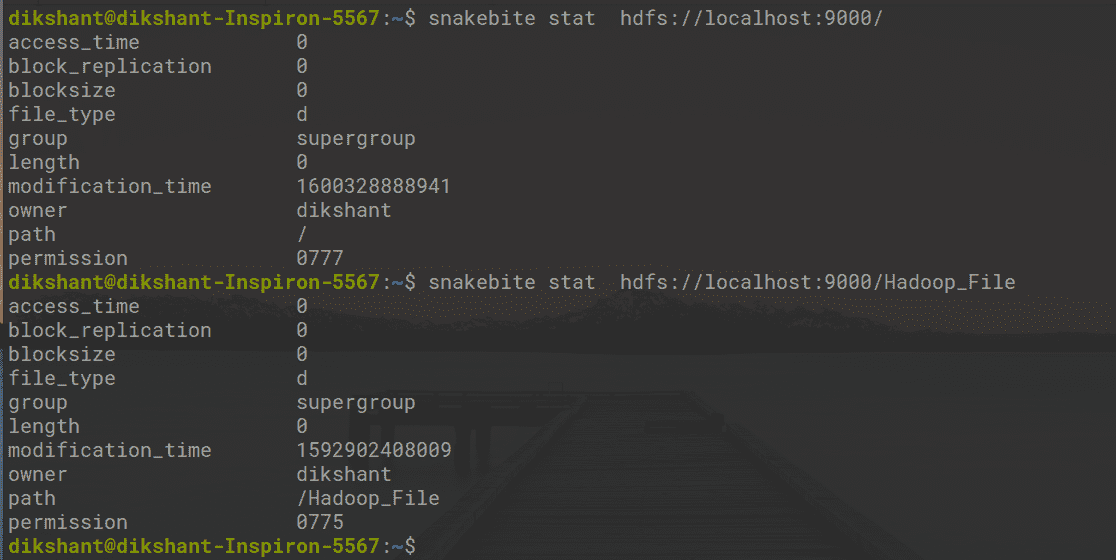 dikshant@dikshant-Inspiron-5567:~$ snakebite stat  hdfs://localhost:9000/
access_time             0
block_replication       0
blocksize               0
file_type               d
group                   supergroup
length                  0
modification_time       1600328888941
owner                   dikshant
path                    /
permission              0777
dikshant@dikshant-Inspiron-5567:~$ snakebite stat  hdfs://localhost:9000/Hadoop_File
access_time             0
block_replication       0
blocksize               0
file_type               d
group                   supergroup
length                  0
modification_time       1592902408009
owner                   dikshant
path                    /Hadoop_File
permission              0775
dikshant@dikshant-Inspiron-5567:~$